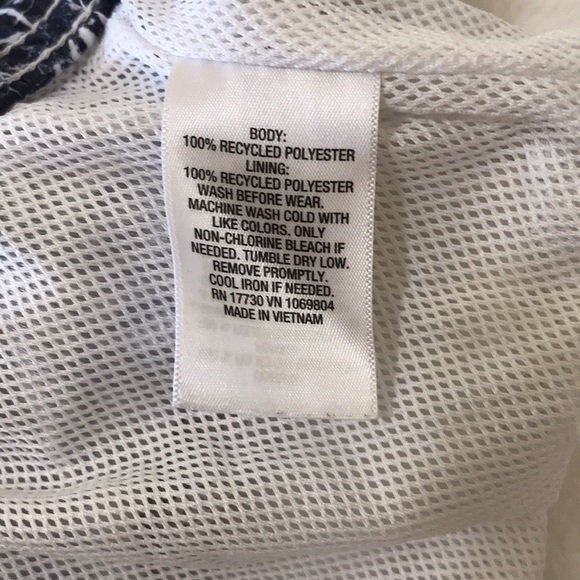 BODY:
100% RECYCLED POLYESTER
LINING:
100% RECYCLED POLYESTER
WASH BEFORE WEAR.
MACHINE WASH COLD WITH
LIKE COLORS. ONLY
NON-CHLORINE BLEACH IF
NEEDED. TUMBLE DRY LOW.
REMOVE PROMPTLY.
COOL IRON IF NEEDED.
RN 17730 VN 1069804
MADE IN VIETNAM